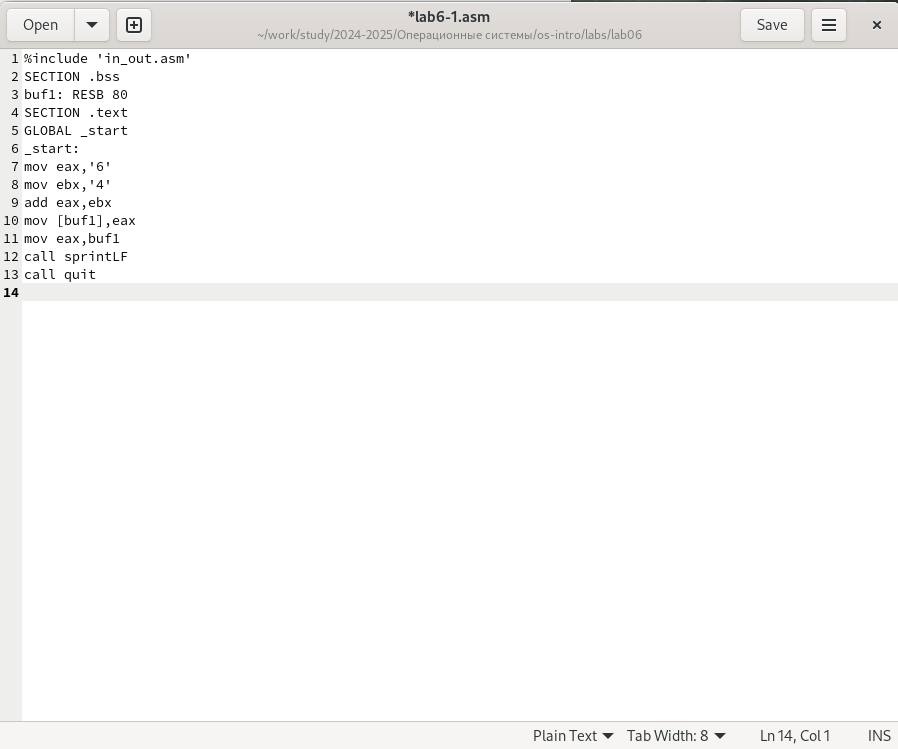 Open
*lab6-1.asm
~/work/study/2024-2025/Операционные системы/os-intro/labs/lab06
Save
1 %include 'in_out.asm'
2 SECTION .bss
3 buf1: RESB 80
4 SECTION .text
5 GLOBAL _start
6 _start:
7 mov eax,'6'
8 mov ebx,'4'
9 add eax,ebx
10 mov [buf1],eax
11 mov eax,buf1
12 call sprintLF
13 call quit
14
Plain Text Tab Width: 8 Ln 14, Col 1 INS